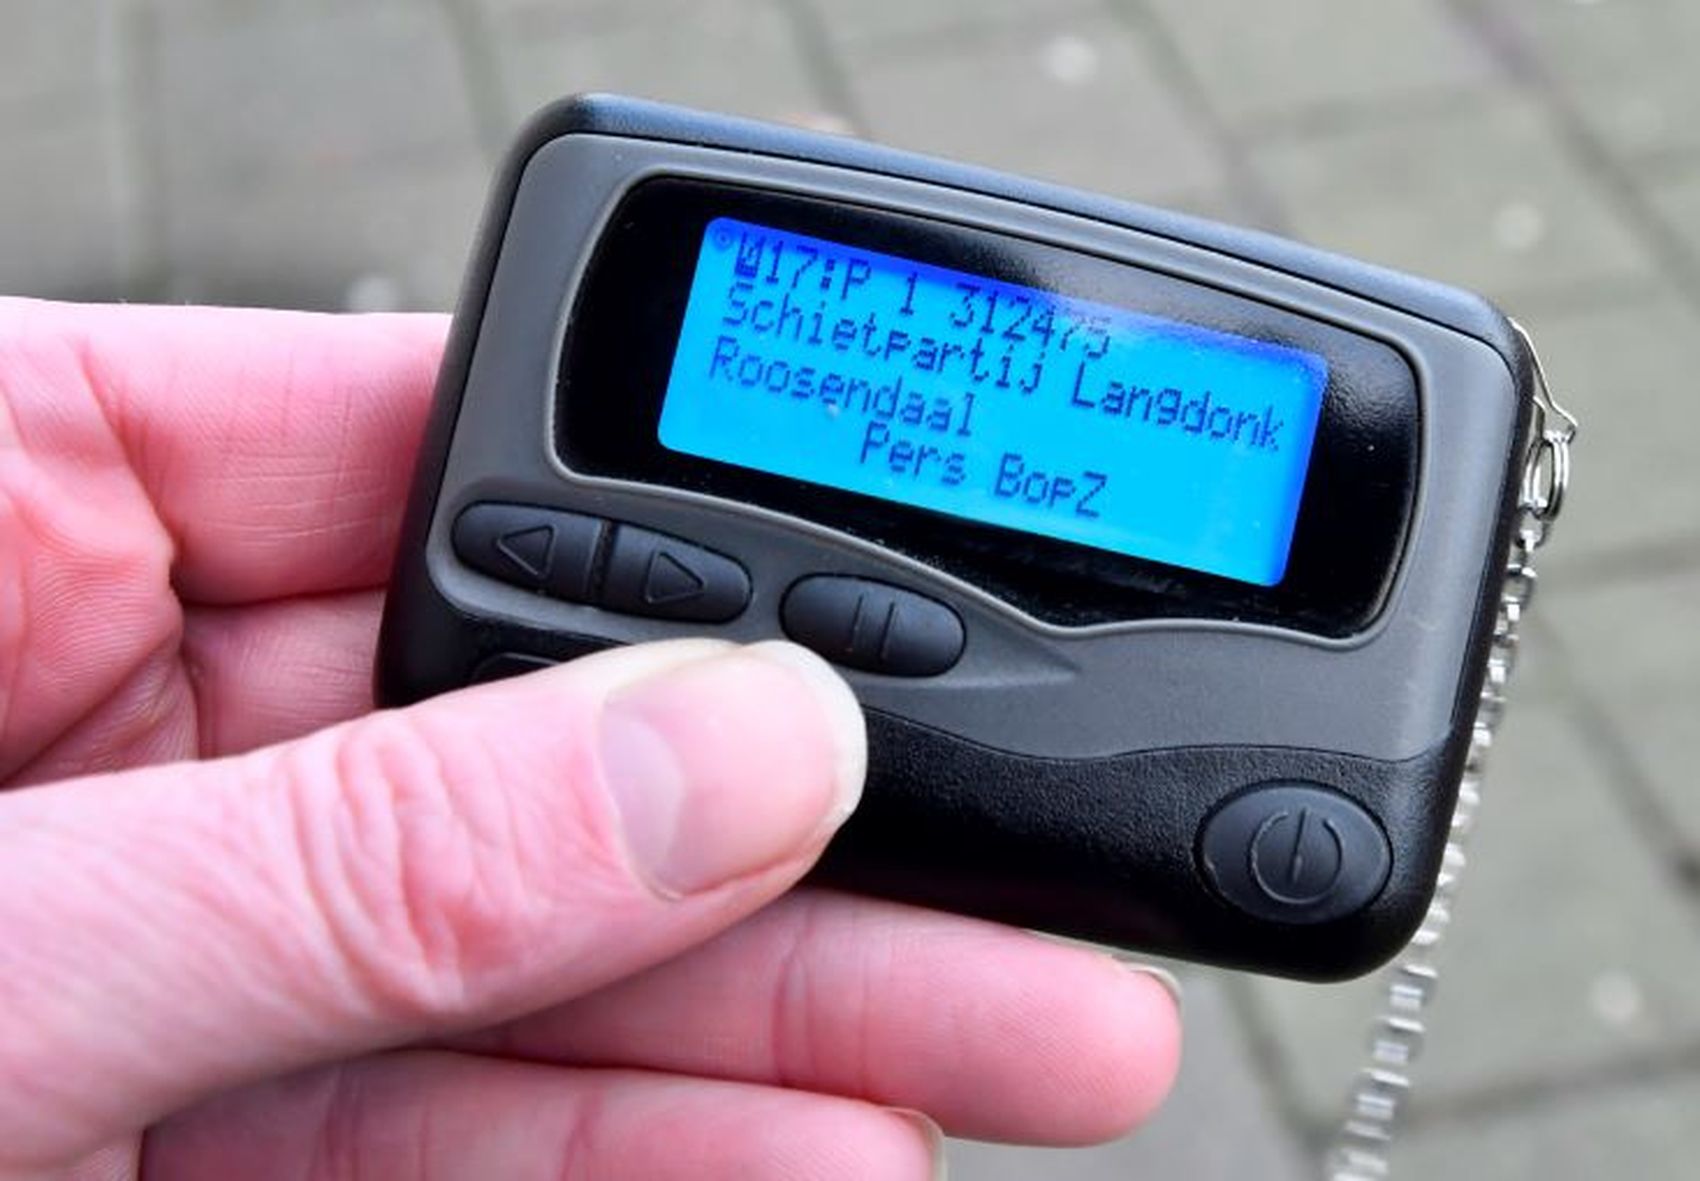 17:P 1 312475
Schietpartij Langdonk
Roosendaal
Pers BopZ